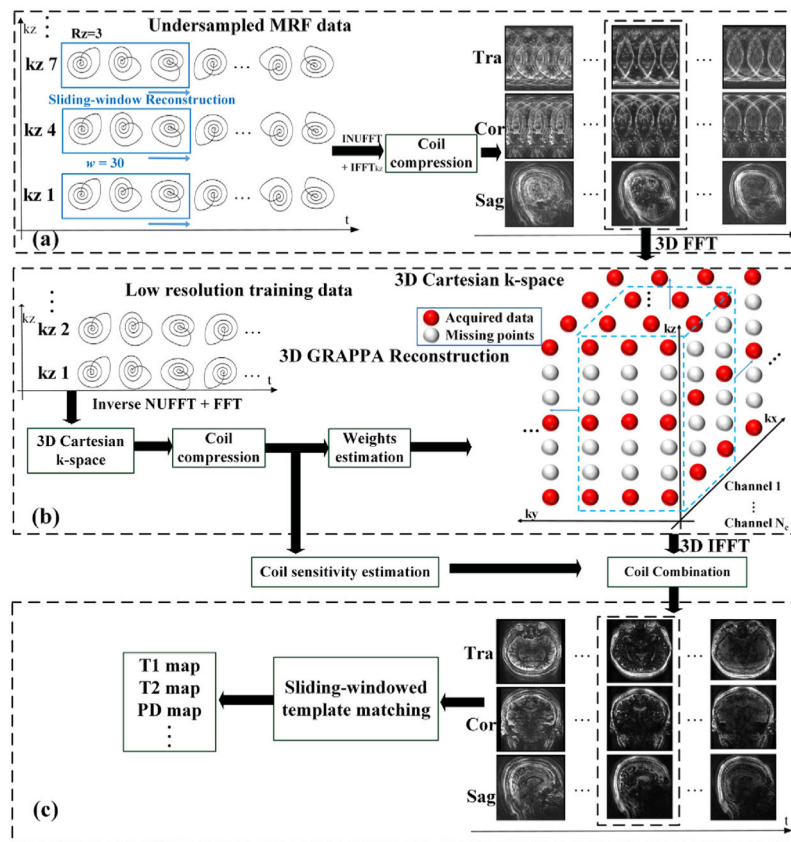 kz
Undersampled MRF data
Rz=3
kz 7
...
Sliding-window Reconstruction
kz 4
...
w = 30
kz 1
...
t
(a)
INUFFT
+ IFFTkz
Coil
compression
Tra
... ...
Cor
... ...
Sag
... ...
t
3D FFT
Low resolution training data
kz
kz 2
...
kz 1
...
t
Inverse NUFFT + FFT
3D Cartesian
k-space
Coil
compression
Weights
estimation
(b)
3D Cartesian k-space
Acquired data
Missing points
3D GRAPPA Reconstruction
kz
kx
ky
...
...
...
Channel 1
Channel Nc
3D IFFT
Coil sensitivity estimation
Coil Combination
Tra
... ...
Cor
... ...
Sag
... ...
t
Sliding-windowed
template matching
T1 map
T2 map
PD map
(c)